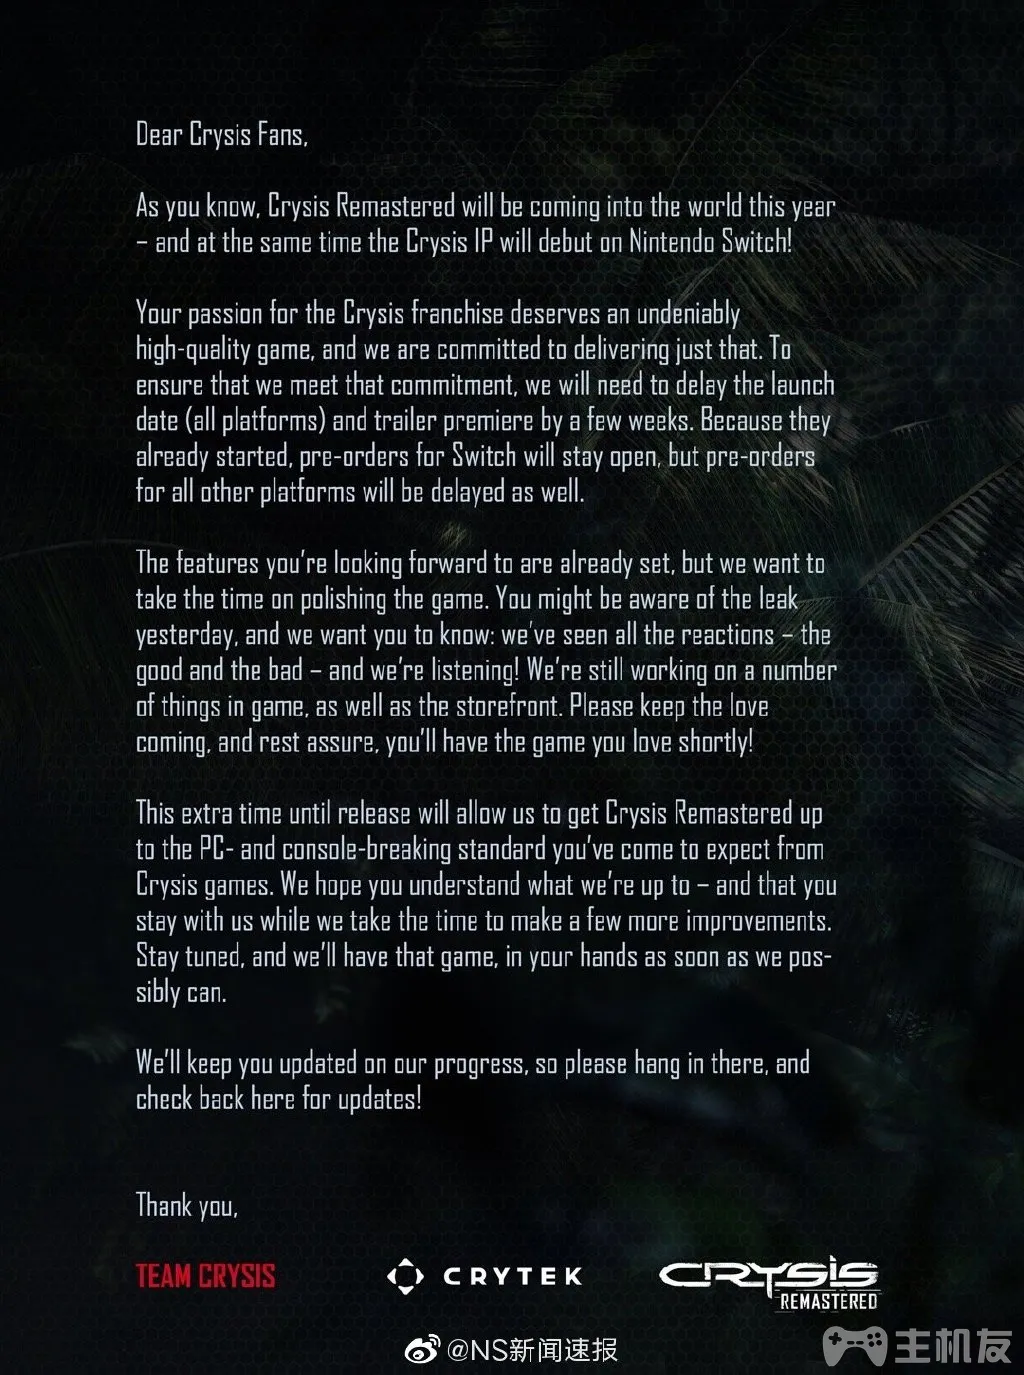 Dear Crysis Fans,
As you know, Crysis Remastered will be coming into the world this year
– and at the same time the Crysis IP will debut on Nintendo Switch!
Your passion for the Crysis franchise deserves an undeniably
high-quality game, and we are committed to delivering just that. To
ensure that we meet that commitment, we will need to delay the launch
date (all platforms) and trailer premiere by a few weeks. Because they
already started, pre-orders for Switch will stay open, but pre-orders
for all other platforms will be delayed as well.
The features you're looking forward to are already set, but we want to
take the time on polishing the game. You might be aware of the leak
yesterday, and we want you to know: we've seen all the reactions – the
good and the bad – and we're listening! We're still working on a number
of things in game, as well as the storefront. Please keep the love
coming, and rest assure, you'll have the game you love shortly!
This extra time until release will allow us to get Crysis Remastered up
to the PC- and console-breaking standard you've come to expect from
Crysis games. We hope you understand what we're up to – and that you
stay with us while we take the time to make a few more improvements.
Stay tuned, and we'll have that game, in your hands as soon as we pos-
sibly can.
We'll keep you updated on our progress, so please hang in there, and
check back here for updates!
Thank you,
TEAM CRYSIS
CRYTEK
CRYSIS
REMASTERED
@NS新闻速报
主机友